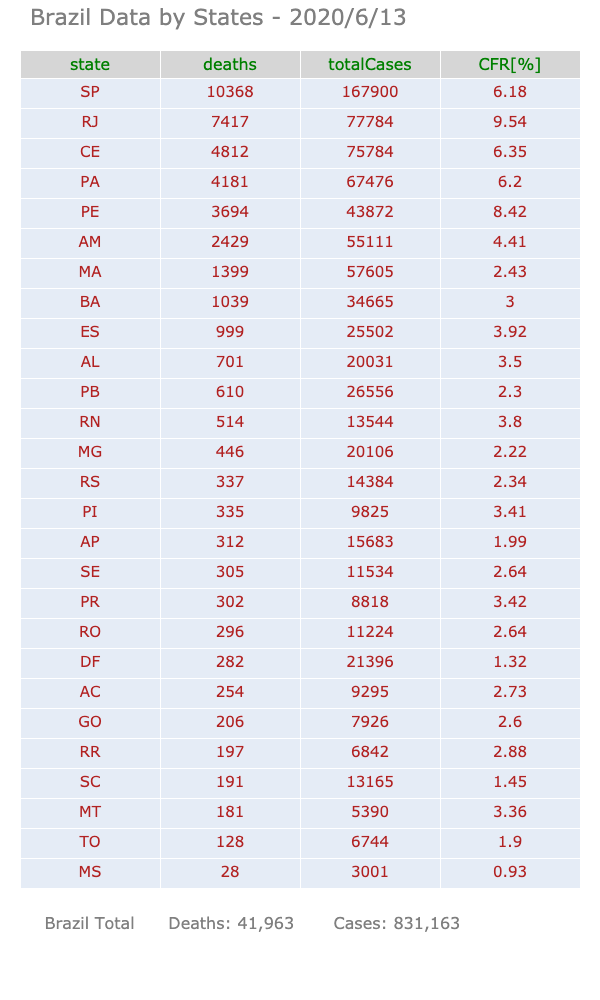 Brazil Data by States - 2020/6/13
state deaths totalCases CFR[%]
SP 10368 167900 6.18
RJ 7417 77784 9.54
CE 4812 75784 6.35
PA 4181 67476 6.2
PE 3694 43872 8.42
AM 2429 55111 4.41
MA 1399 57605 2.43
BA 1039 34665 3
ES 999 25502 3.92
AL 701 20031 3.5
PB 610 26556 2.3
RN 514 13544 3.8
MG 446 20106 2.22
RS 337 14384 2.34
PI 335 9825 3.41
AP 312 15683 1.99
SE 305 11534 2.64
PR 302 8818 3.42
RO 296 11224 2.64
DF 282 21396 1.32
AC 254 9295 2.73
GO 206 7926 2.6
RR 197 6842 2.88
SC 191 13165 1.45
MT 181 5390 3.36
TO 128 6744 1.9
MS 28 3001 0.93
Brazil Total Deaths: 41,963 Cases: 831,163